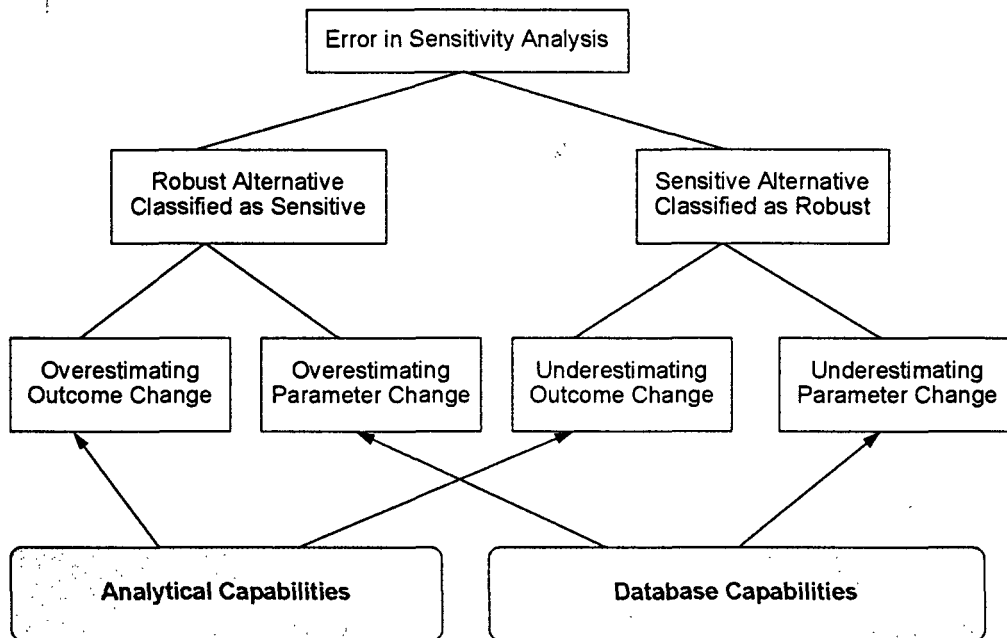 Error in Sensitivity Analysis
Robust Alternative
Classified as Sensitive
Sensitive Alternative
Classified as Robust
Overestimating
Outcome Change
Overestimating
Parameter Change
Underestimating
Outcome Change
Underestimating
Parameter Change
Analytical Capabilities
Database Capabilities